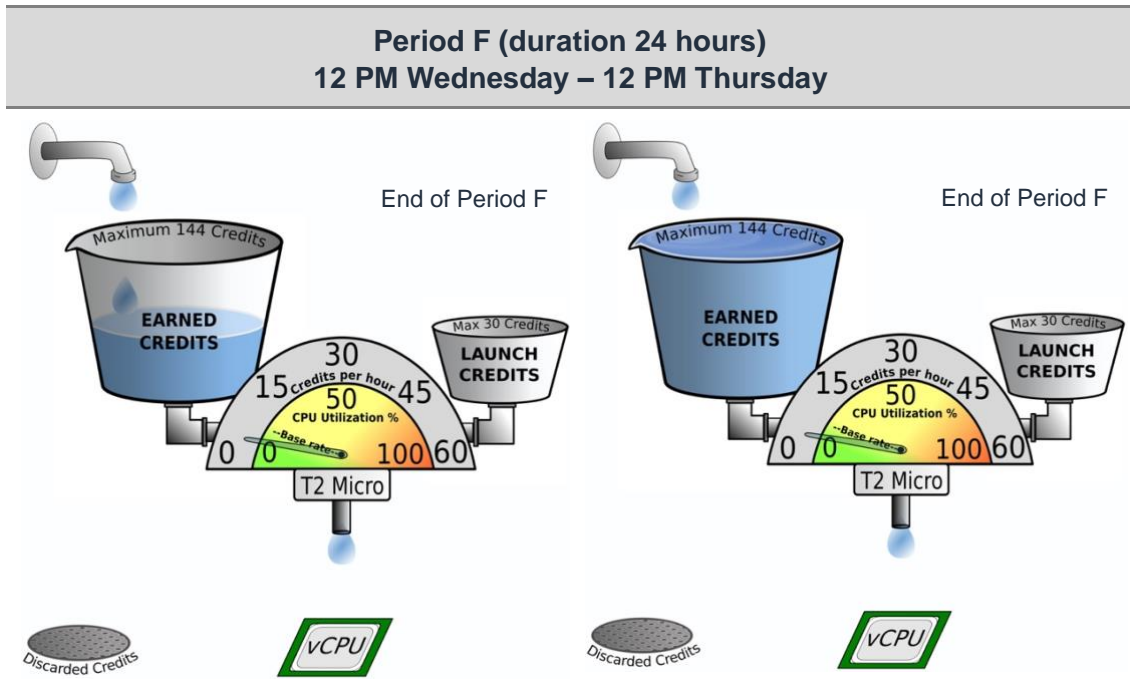 Period F (duration 24 hours)
12 PM Wednesday – 12 PM Thursday
End of Period F
Maximum 144 Credits
EARNED
CREDITS
Max 30 Credits
LAUNCH
CREDITS
0 15 30 45 60
Credits per hour
0 50 100
CPU Utilization %
--Base rate--
T2 Micro
Discarded Credits
vCPU
End of Period F
Maximum 144 Credits
EARNED
CREDITS
Max 30 Credits
LAUNCH
CREDITS
0 15 30 45 60
Credits per hour
0 50 100
CPU Utilization %
--Base rate--
T2 Micro
Discarded Credits
vCPU